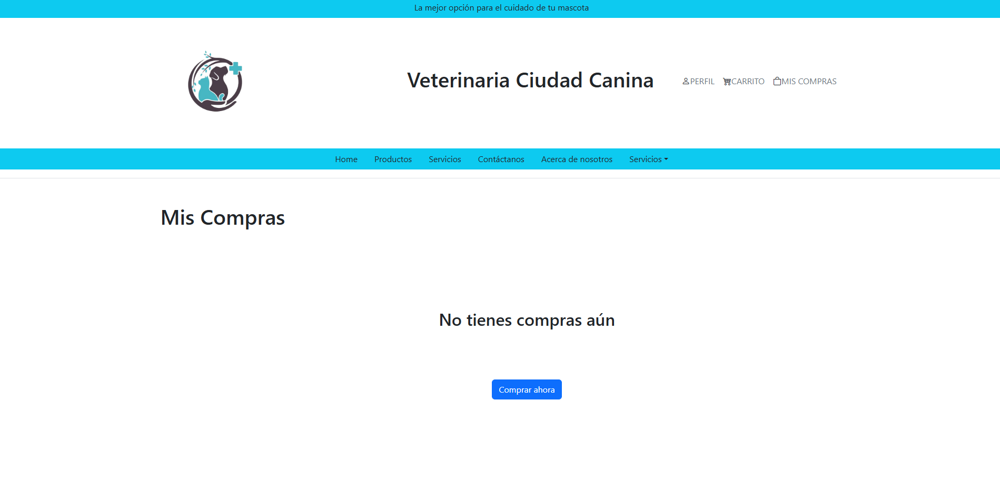 La mejor opción para el cuidado de tu mascota
Veterinaria Ciudad Canina
PERFIL CARRITO MIS COMPRAS
Home Productos Servicios Contáctanos Acerca de nosotros Servicios
Mis Compras
No tienes compras aún
Comprar ahora